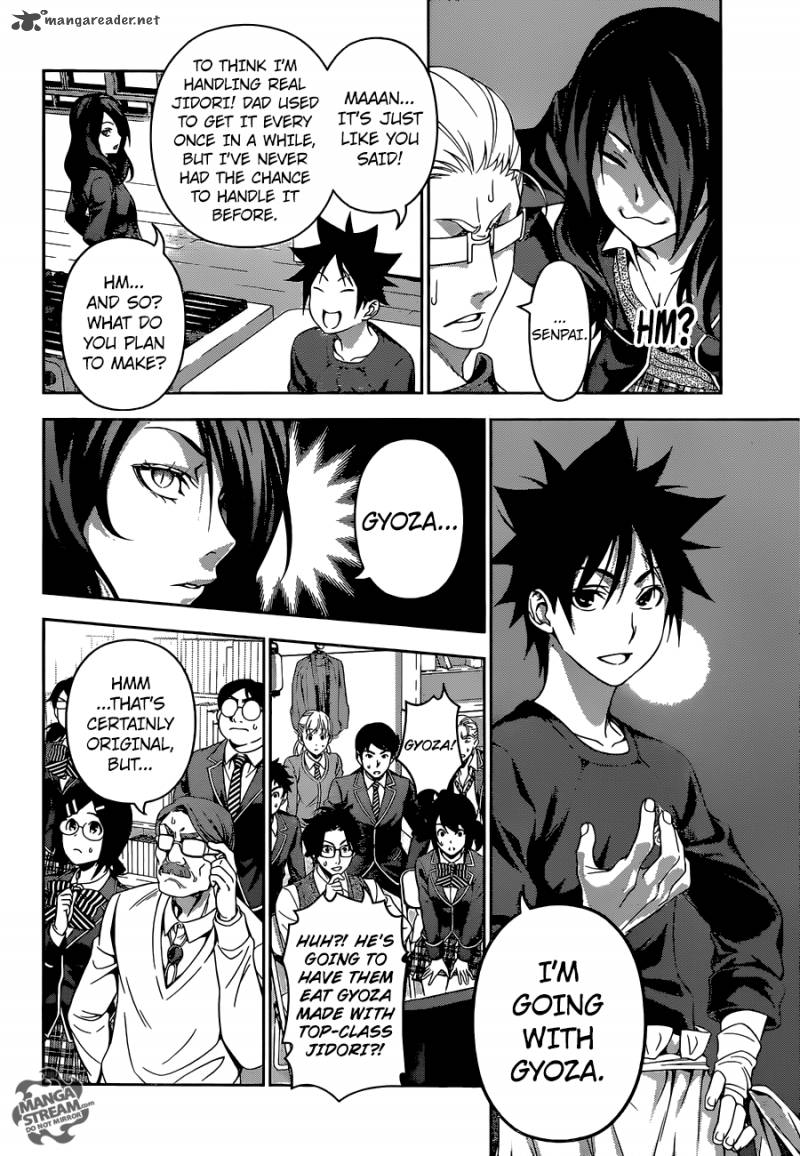 mangareader.net
MAAAN...
IT'S JUST
LIKE YOU
SAID!
TO THINK I'M
HANDLING REAL
JIDORI! DAD USED
TO GET IT EVERY
ONCE IN A WHILE,
BUT I'VE NEVER
HAD THE CHANCE
TO HANDLE IT
BEFORE.
HM...
AND SO?
WHAT DO
YOU PLAN
TO MAKE?
...
SENPAI.
HM?
GYOZA...
I'M
GOING
WITH
GYOZA.
GYOZA!
HUH?! HE'S
GOING TO
HAVE THEM
EAT GYOZA
MADE WITH
TOP-CLASS
JIDORI?!
HMM
...THAT'S
CERTAINLY
ORIGINAL,
BUT...
MANGA
STREAM.com
DO NOT MIRROR!